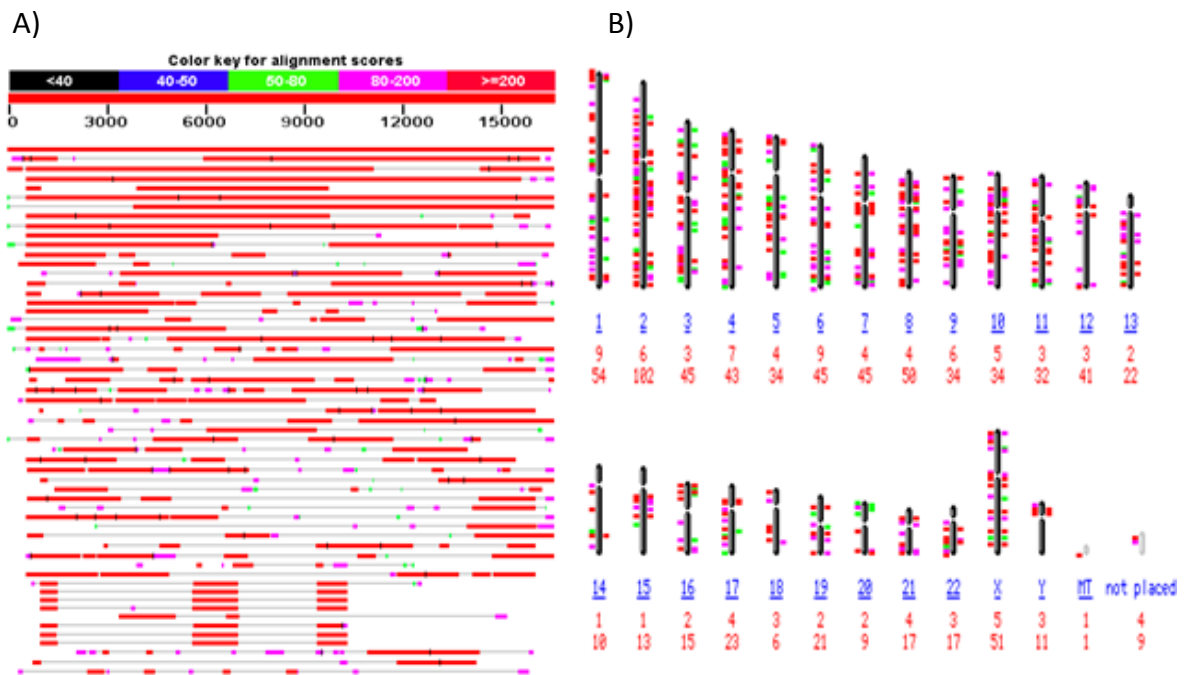 A)
B)
Color key for alignment scores
<40 40-50 50-80 80-200 >=200
0 3000 6000 9000 12000 15000
1 2 3 4 5 6 7 8 9 10 11 12 13
9 6 3 7 4 9 4 4 6 5 3 3 2
54 102 45 43 34 45 45 50 34 34 32 41 22
14 15 16 17 18 19 20 21 22 X Y MT not placed
1 1 2 4 3 2 2 4 3 5 3 1 4
10 13 15 23 6 21 9 17 17 51 11 1 9